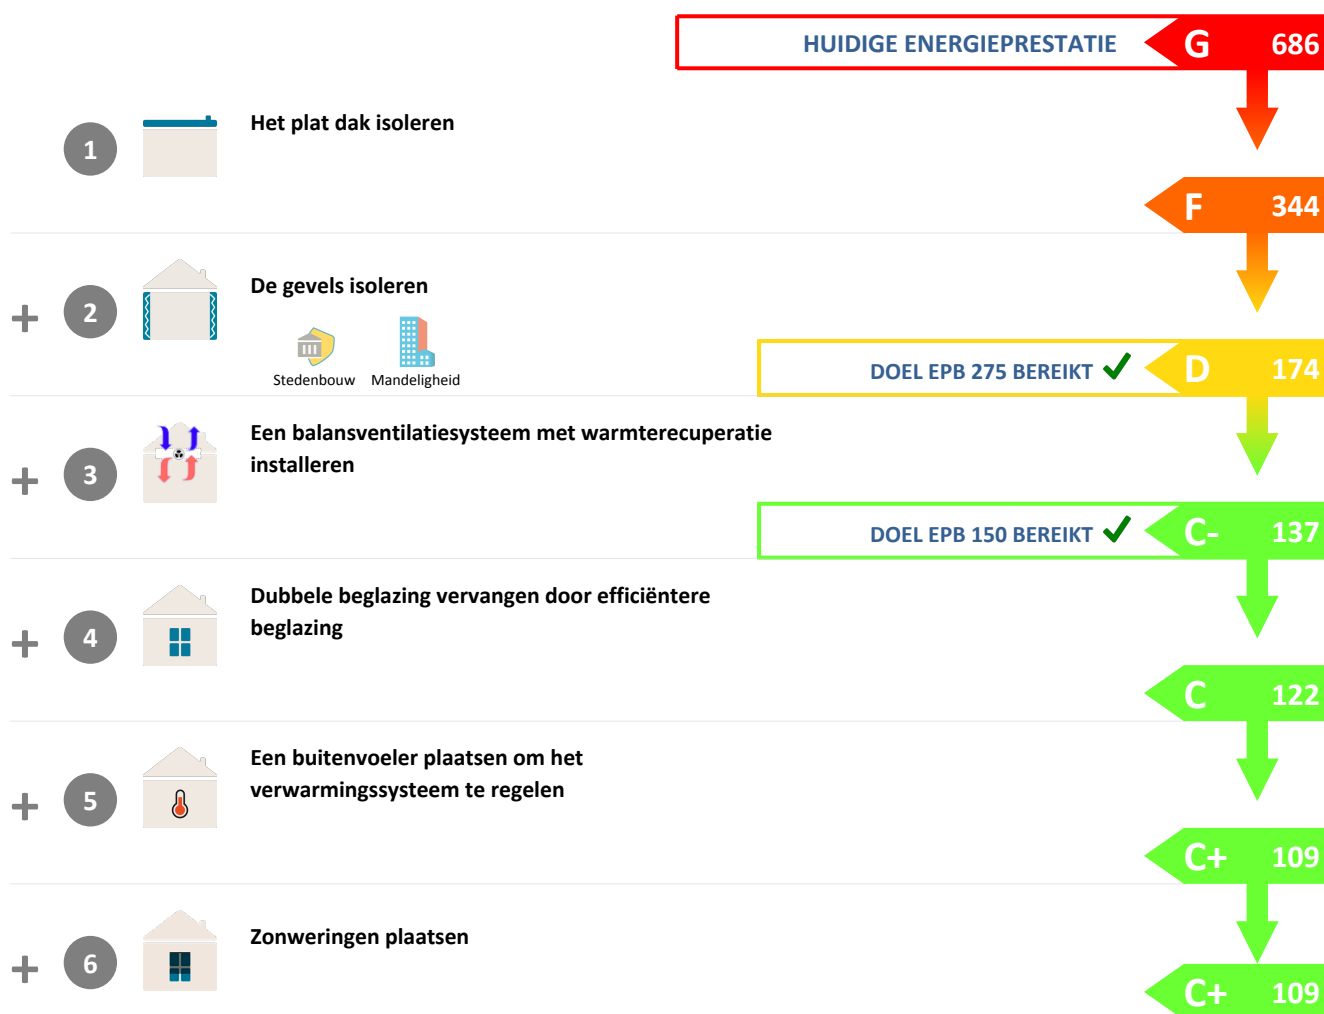 HUIDIGE ENERGIEPRESTATIE G 686
1 Het plat dak isoleren
F 344
+ 2 De gevels isoleren
Stedenbouw Mandeligheid
DOEL EPB 275 BEREIKT D 174
+ 3 Een balansventilatiesysteem met warmterecuperatie
installeren
DOEL EPB 150 BEREIKT C- 137
+ 4 Dubbele beglazing vervangen door efficiëntere
beglazing
C 122
+ 5 Een buitenvoeler plaatsen om het
verwarmingssysteem te regelen
C+ 109
+ 6 Zonweringen plaatsen
C+ 109